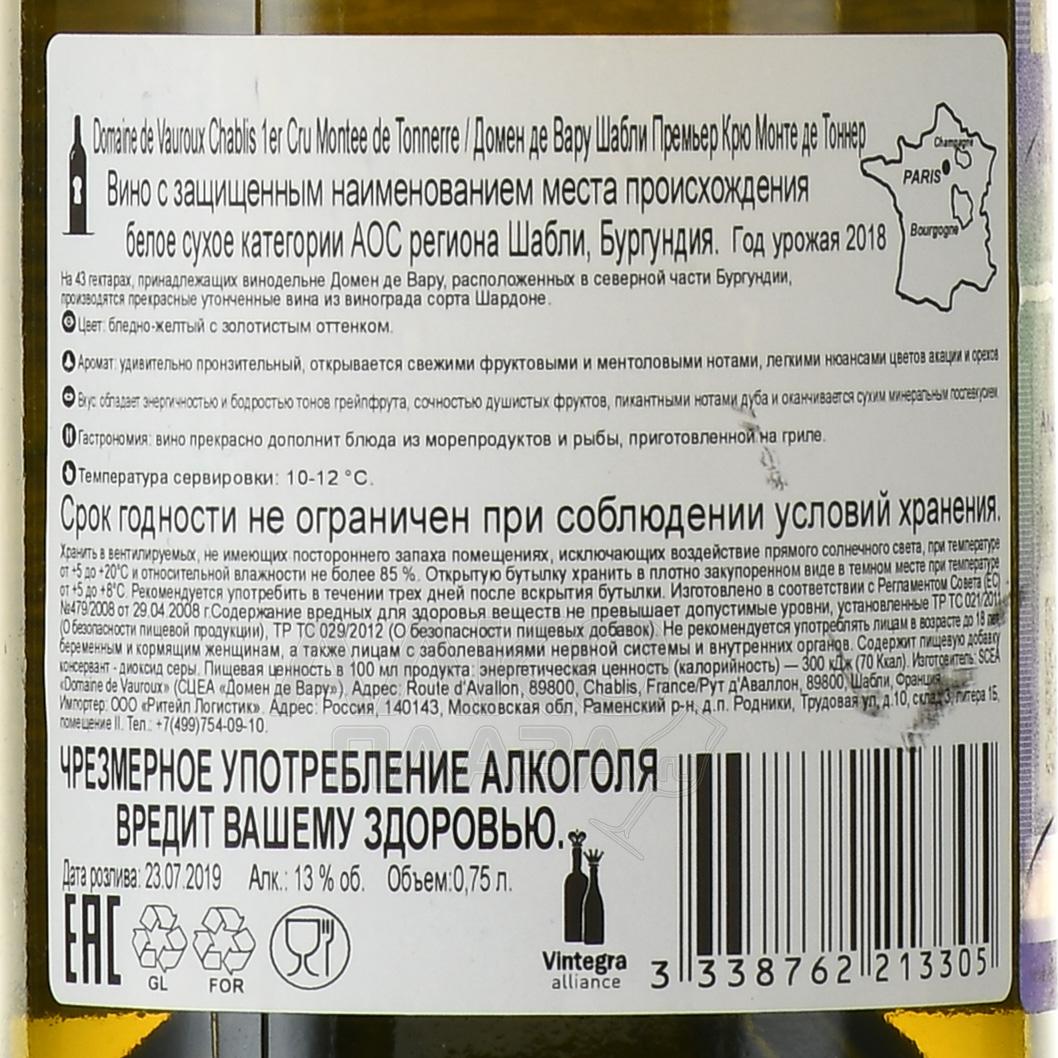 Domaine de Vauroux Chablis 1er Cru Montee de Tonnerre / Домен де Вару Шабли Премьер Крю Монте де Тоннер
Вино с защищенным наименованием места происхождения
белое сухое категории АОС региона Шабли, Бургундия. Год урожая 2018
Champagne
PARIS
Bourgogne
На 43 гектарах, принадлежащих винодельне Домен де Вару, расположенных в северной части Бургундии,
производятся прекрасные утонченные вина из винограда сорта Шардоне.
Цвет: бледно-желтый с золотистым оттенком.
Аромат: удивительно пронзительный, открывается свежими фруктовыми и ментоловыми нотами, легкими нюансами цветов акации и орехов
Вкус: обладает энергичностью и бодростью тонов грейпфрута, сочностью душистых фруктов, пикантными нотами дуба и оканчивается сухим минеральным послевкусием.
Гастрономия: вино прекрасно дополнит блюда из морепродуктов и рыбы, приготовленной на гриле.
Температура сервировки: 10-12 °C.
Срок годности не ограничен при соблюдении условий хранения.
Хранить в вентилируемых, не имеющих постороннего запаха помещениях, исключающих воздействие прямого солнечного света, при температуре
от +5 до +20°C и относительной влажности не более 85 %. Открытую бутылку хранить в плотно закупоренном виде в темном месте при температуре
от +5 до +8°C. Рекомендуется употребить в течении трех дней после вскрытия бутылки. Изготовлено в соответствии с Регламентом Совета (ЕС)
№479/2008 от 29.04.2008 г.Содержание вредных для здоровья веществ не превышает допустимые уровни, установленные ТР ТС 021/2011
(О безопасности пищевой продукции), ТР ТС 029/2012 (О безопасности пищевых добавок). Не рекомендуется употреблять лицам в возрасте до 18 лет,
беременным и кормящим женщинам, а также лицам с заболеваниями нервной системы и внутренних органов. Содержит пищевую добавку
консервант - диоксид серы. Пищевая ценность в 100 мл продукта: энергетическая ценность (калорийность) — 300 кДж (70 Ккал). Изготовитель: SCEA
«Domaine de Vauroux» (СЦЕА «Домен де Вару»). Адрес: Route d'Avallon, 89800, Chablis, France/Рут д'Аваллон, 89800, Шабли, Франция
Импортер: ООО «Ритейл Логистик». Адрес: Россия, 140143, Московская обл, Раменский р-н, д.п. Родники, Трудовая ул, д.10, склад 3, литера 1Б,
помещение II. Тел.: +7(499)754-09-10.
ЧРЕЗМЕРНОЕ УПОТРЕБЛЕНИЕ АЛКОГОЛЯ
ВРЕДИТ ВАШЕМУ ЗДОРОВЬЮ.
Дата розлива: 23.07.2019 Алк.: 13 % об. Объем:0,75 л.
EAC
GL
FOR
Vintegra
alliance
3 338762 213305